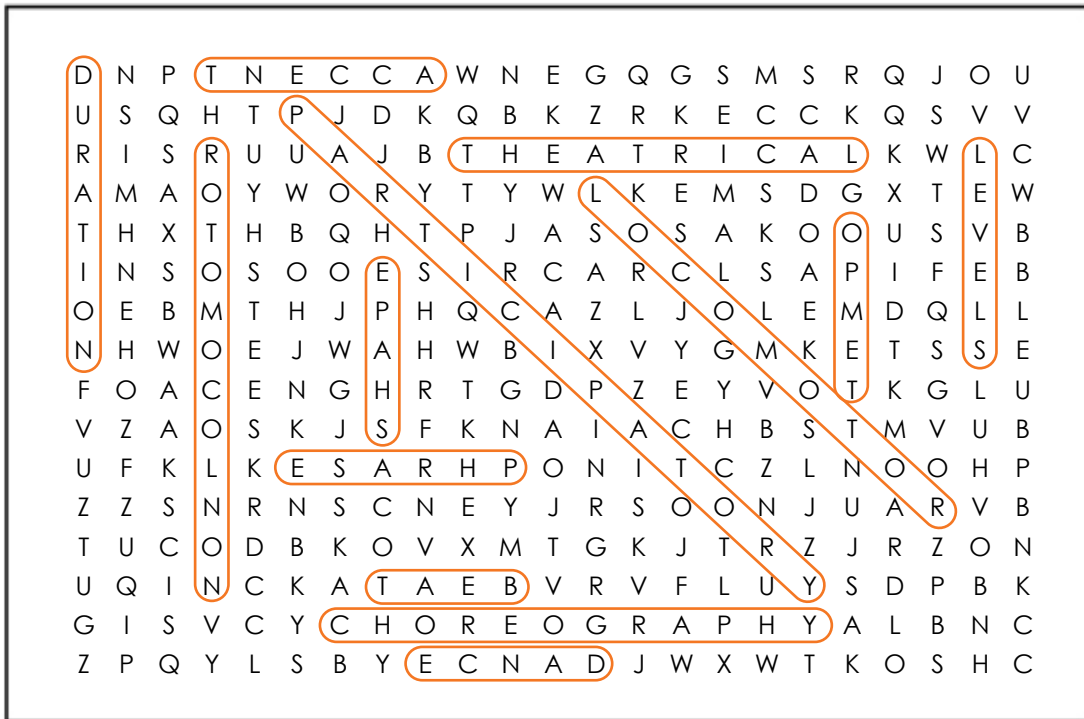 D N P T N E C C A W N E G Q G S M S R Q J O U
U S Q H T P J D K Q B K Z R K E C C K Q S V V
R I S R U U A J B T H E A T R I C A L K W L C
A M A O Y W O R Y T Y W L K E M S D G X T E W
T H X T H B Q H T P J A S O S A K O O U S V B
I N S O S O O E S I R C A R C L S A P I F E B
O E B M T H J P H Q C A Z L J O L E M D Q L L
N H W O E J W A H W B I X V Y G M K E T S S E
F O A C E N G H R T G D P Z E Y V O T K G L U
V Z A O S K J S F K N A I A C H B S T M V U B
U F K L K E S A R H P O N I T C Z L N O O H P
Z Z S N R N S C N E Y J R S O O N J U A R V B
T U C O D B K O V X M T G K J T R Z J R Z O N
U Q I N C K A T A E B V R V F L U Y S D P B K
G I S V C Y C H O R E O G R A P H Y A L B N C
Z P Q Y L S B Y E C N A D J W X W T K O S H C